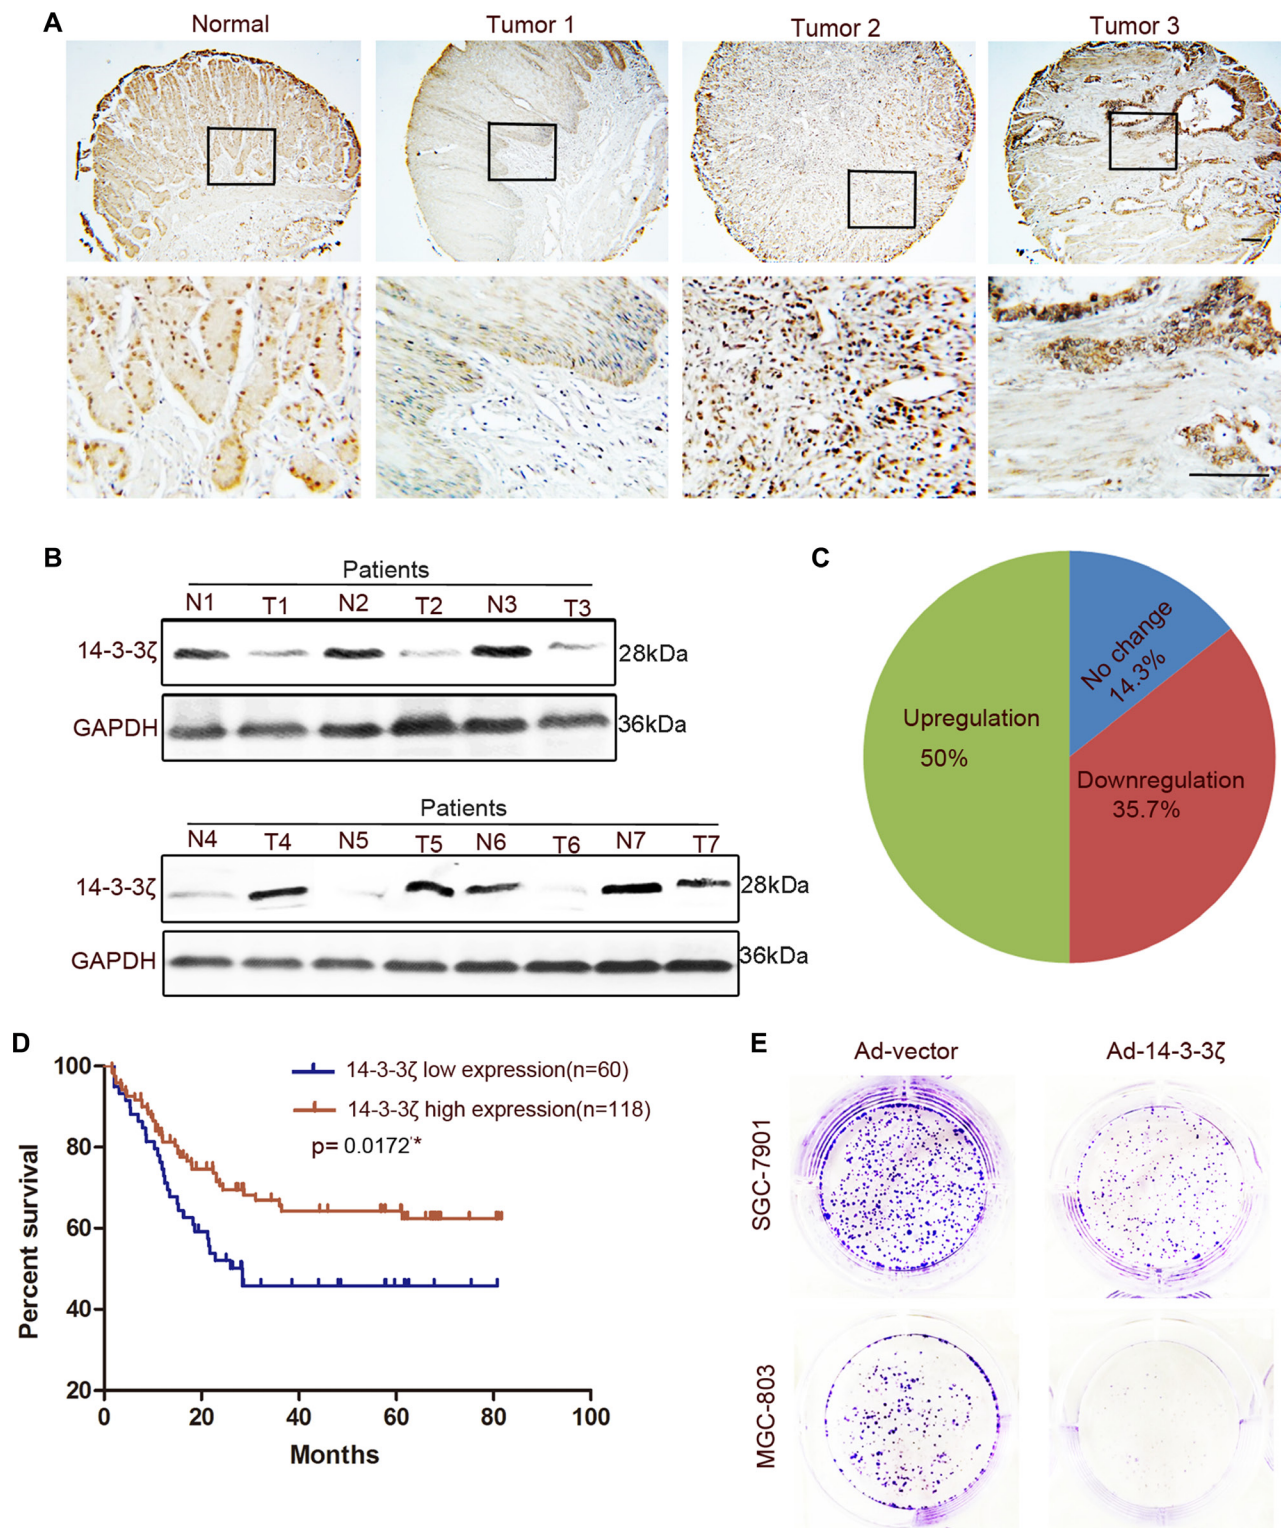 A
Normal
Tumor 1
Tumor 2
Tumor 3
B
Patients
N1 T1 N2 T2 N3 T3
14-3-3ζ
28kDa
GAPDH
36kDa
Patients
N4 T4 N5 T5 N6 T6 N7 T7
14-3-3ζ
28kDa
GAPDH
36kDa
C
No change
14.3%
Upregulation
50%
Downregulation
35.7%
D
14-3-3ζ low expression(n=60)
14-3-3ζ high expression(n=118)
p= 0.0172'*
Percent survival
100
80
60
40
20
0 20 40 60 80 100
Months
E
Ad-vector
Ad-14-3-3ζ
SGC-7901
MGC-803